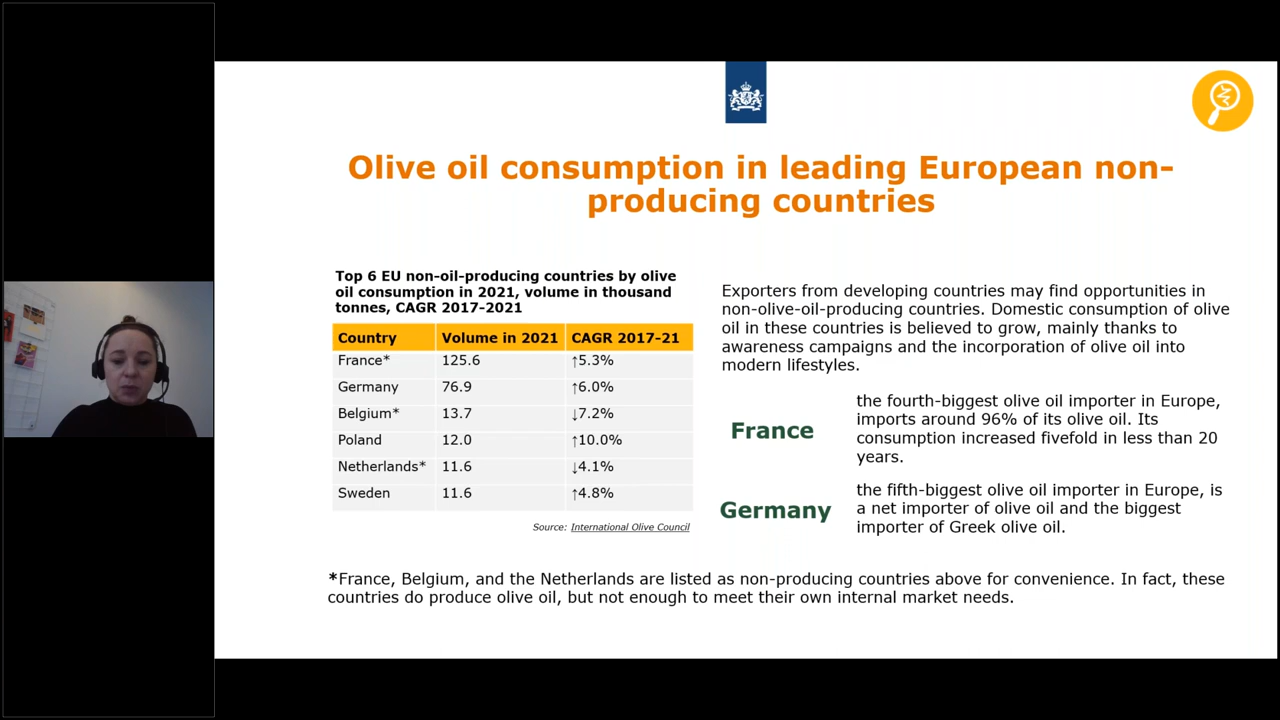 Olive oil consumption in leading European non-
producing countries
Top 6 EU non-oil-producing countries by olive
oil consumption in 2021, volume in thousand
tonnes, CAGR 2017-2021
Country Volume in 2021 CAGR 2017-21
France* 125.6 ↑5.3%
Germany 76.9 ↑6.0%
Belgium* 13.7 ↓7.2%
Poland 12.0 ↑10.0%
Netherlands* 11.6 ↓4.1%
Sweden 11.6 ↑4.8%
Source: International Olive Council
Exporters from developing countries may find opportunities in
non-olive-oil-producing countries. Domestic consumption of olive
oil in these countries is believed to grow, mainly thanks to
awareness campaigns and the incorporation of olive oil into
modern lifestyles.
France
the fourth-biggest olive oil importer in Europe,
imports around 96% of its olive oil. Its
consumption increased fivefold in less than 20
years.
Germany
the fifth-biggest olive oil importer in Europe, is
a net importer of olive oil and the biggest
importer of Greek olive oil.
*France, Belgium, and the Netherlands are listed as non-producing countries above for convenience. In fact, these
countries do produce olive oil, but not enough to meet their own internal market needs.